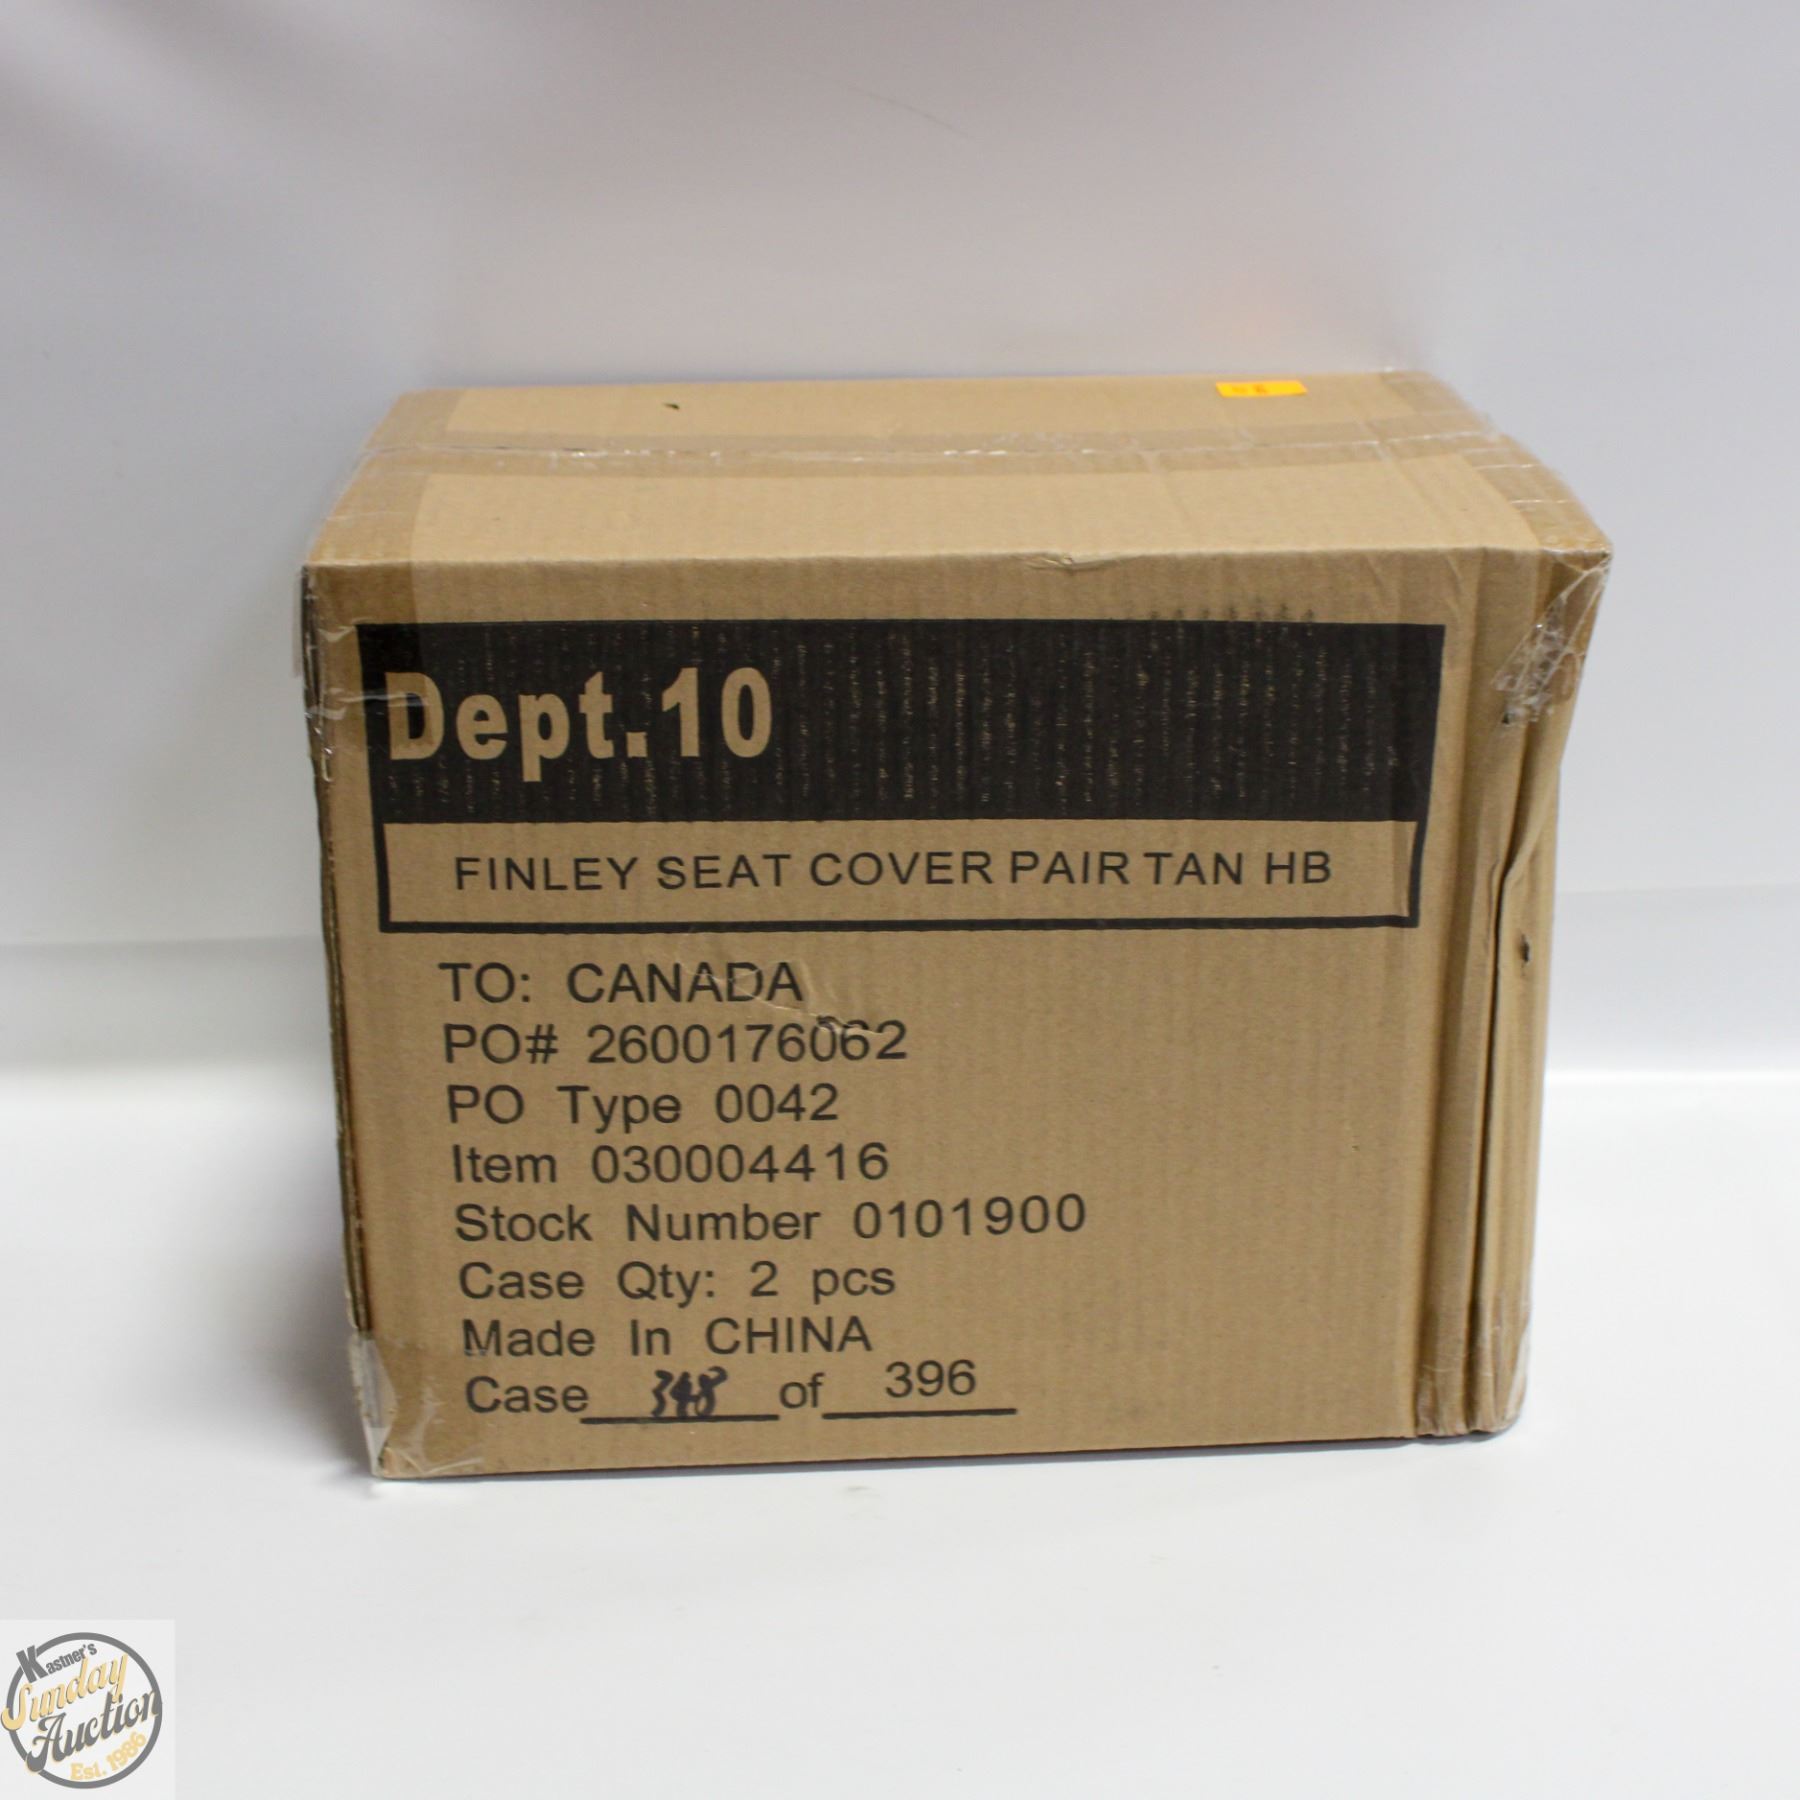 Dept.10
FINLEY SEAT COVER PAIR TAN HB
TO: CANADA
PO# 2600176062
PO Type 0042
Item 030004416
Stock Number 0101900
Case Qty: 2 pcs
Made In CHINA
Case 348 of 396
Kastner's
Sunday
Auction
Est. 1986